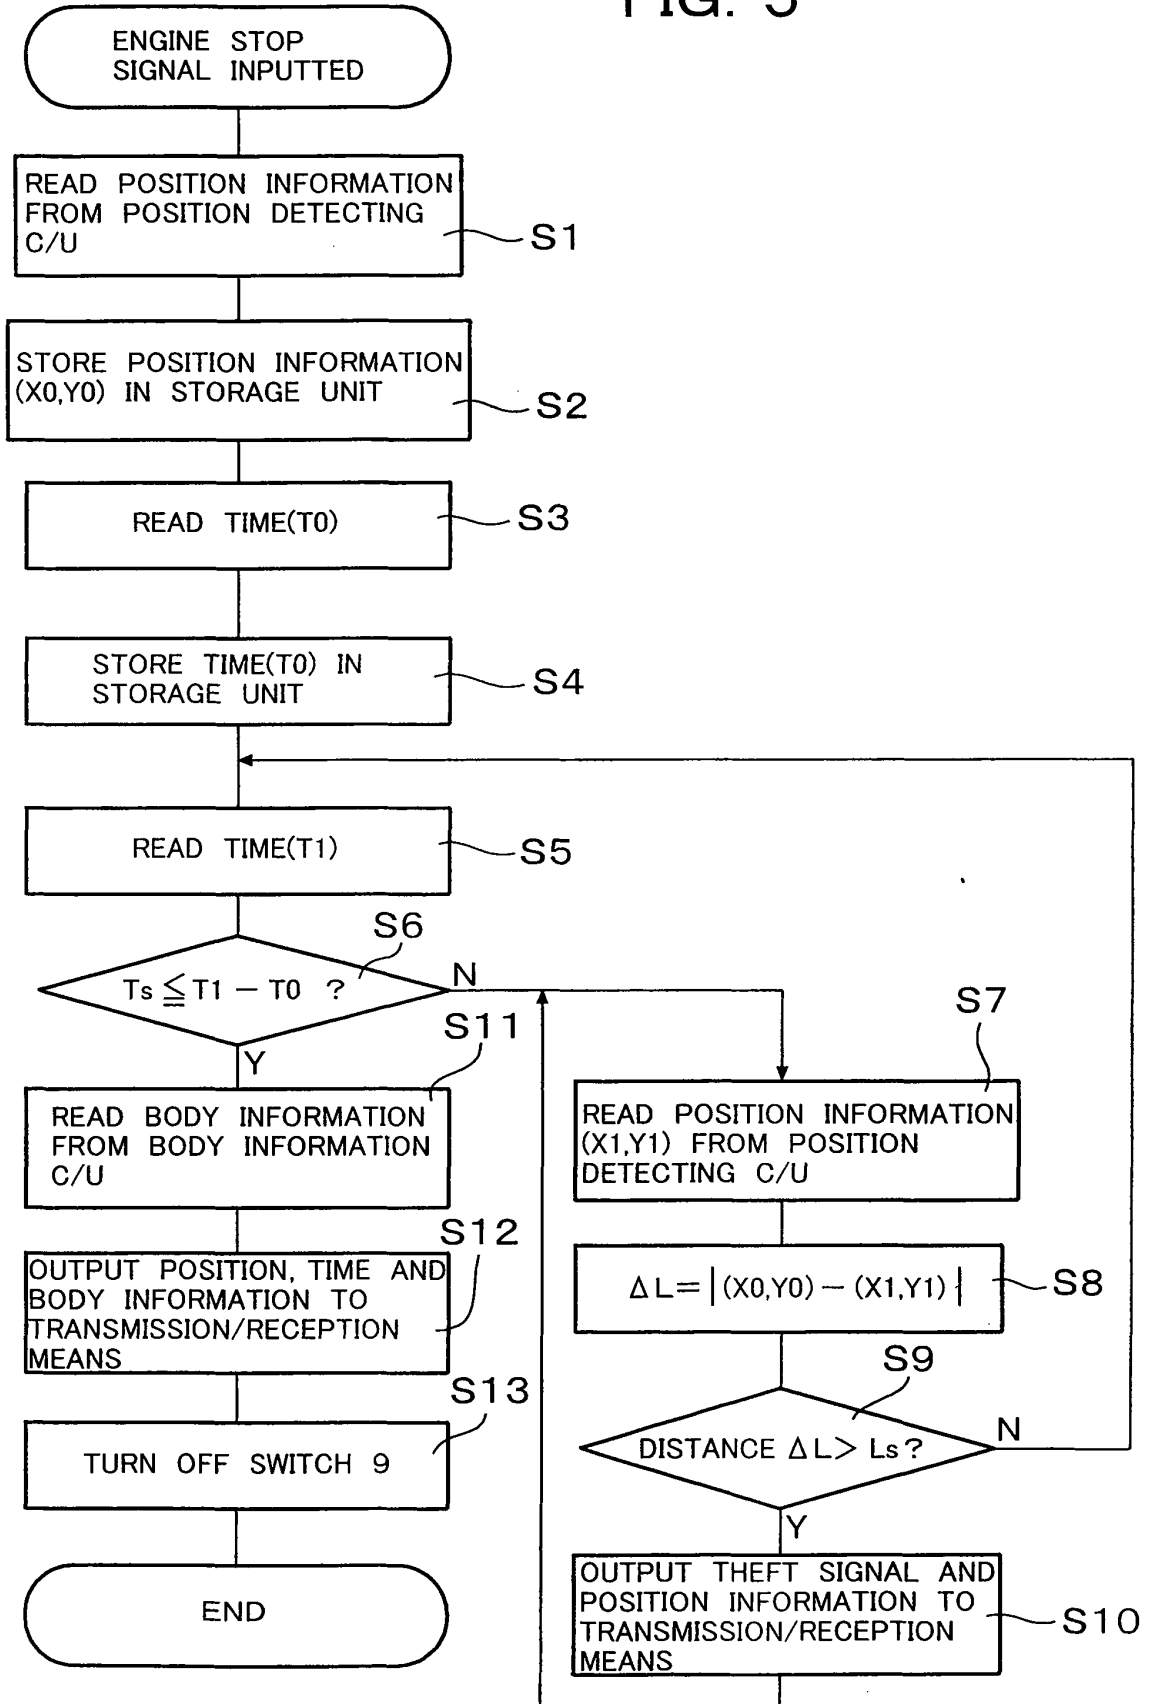 FIG. 3
ENGINE STOP
SIGNAL INPUTTED
READ POSITION INFORMATION
FROM POSITION DETECTING
C/U
S1
STORE POSITION INFORMATION
(X0,Y0) IN STORAGE UNIT
S2
READ TIME(T0)
S3
STORE TIME(T0) IN
STORAGE UNIT
S4
READ TIME(T1)
S5
S6
Ts ≦ T1 − T0 ?
N
Y
S11
READ BODY INFORMATION
FROM BODY INFORMATION
C/U
S12
OUTPUT POSITION, TIME AND
BODY INFORMATION TO
TRANSMISSION/RECEPTION
MEANS
S13
TURN OFF SWITCH 9
END
S7
READ POSITION INFORMATION
(X1,Y1) FROM POSITION
DETECTING C/U
ΔL=|(X0,Y0)−(X1,Y1)|
S8
S9
DISTANCE ΔL> Ls?
N
Y
OUTPUT THEFT SIGNAL AND
POSITION INFORMATION TO
TRANSMISSION/RECEPTION
MEANS
S10